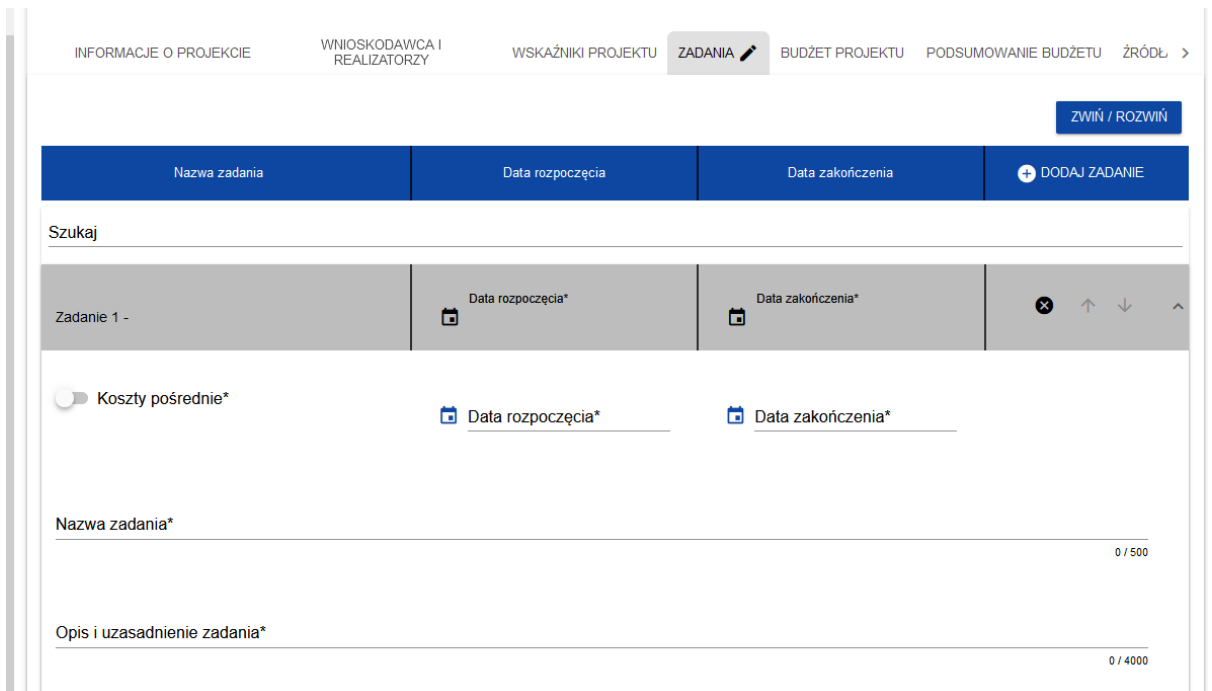 INFORMACJE O PROJEKCIE
WNIOSKODAWCA I
REALIZATORZY
WSKAŹNIKI PROJEKTU
ZADANIA
BUDŻET PROJEKTU
PODSUMOWANIE BUDŻETU
ZWIŃ / ROZWIŃ
Nazwa zadania
Data rozpoczęcia
Data zakończenia
DODAJ ZADANIE
Szukaj
Zadanie 1 -
Data rozpoczęcia*
Data zakończenia*
Koszty pośrednie*
Data rozpoczęcia*
Data zakończenia*
Nazwa zadania*
0 / 500
Opis i uzasadnienie zadania*
0 / 4000